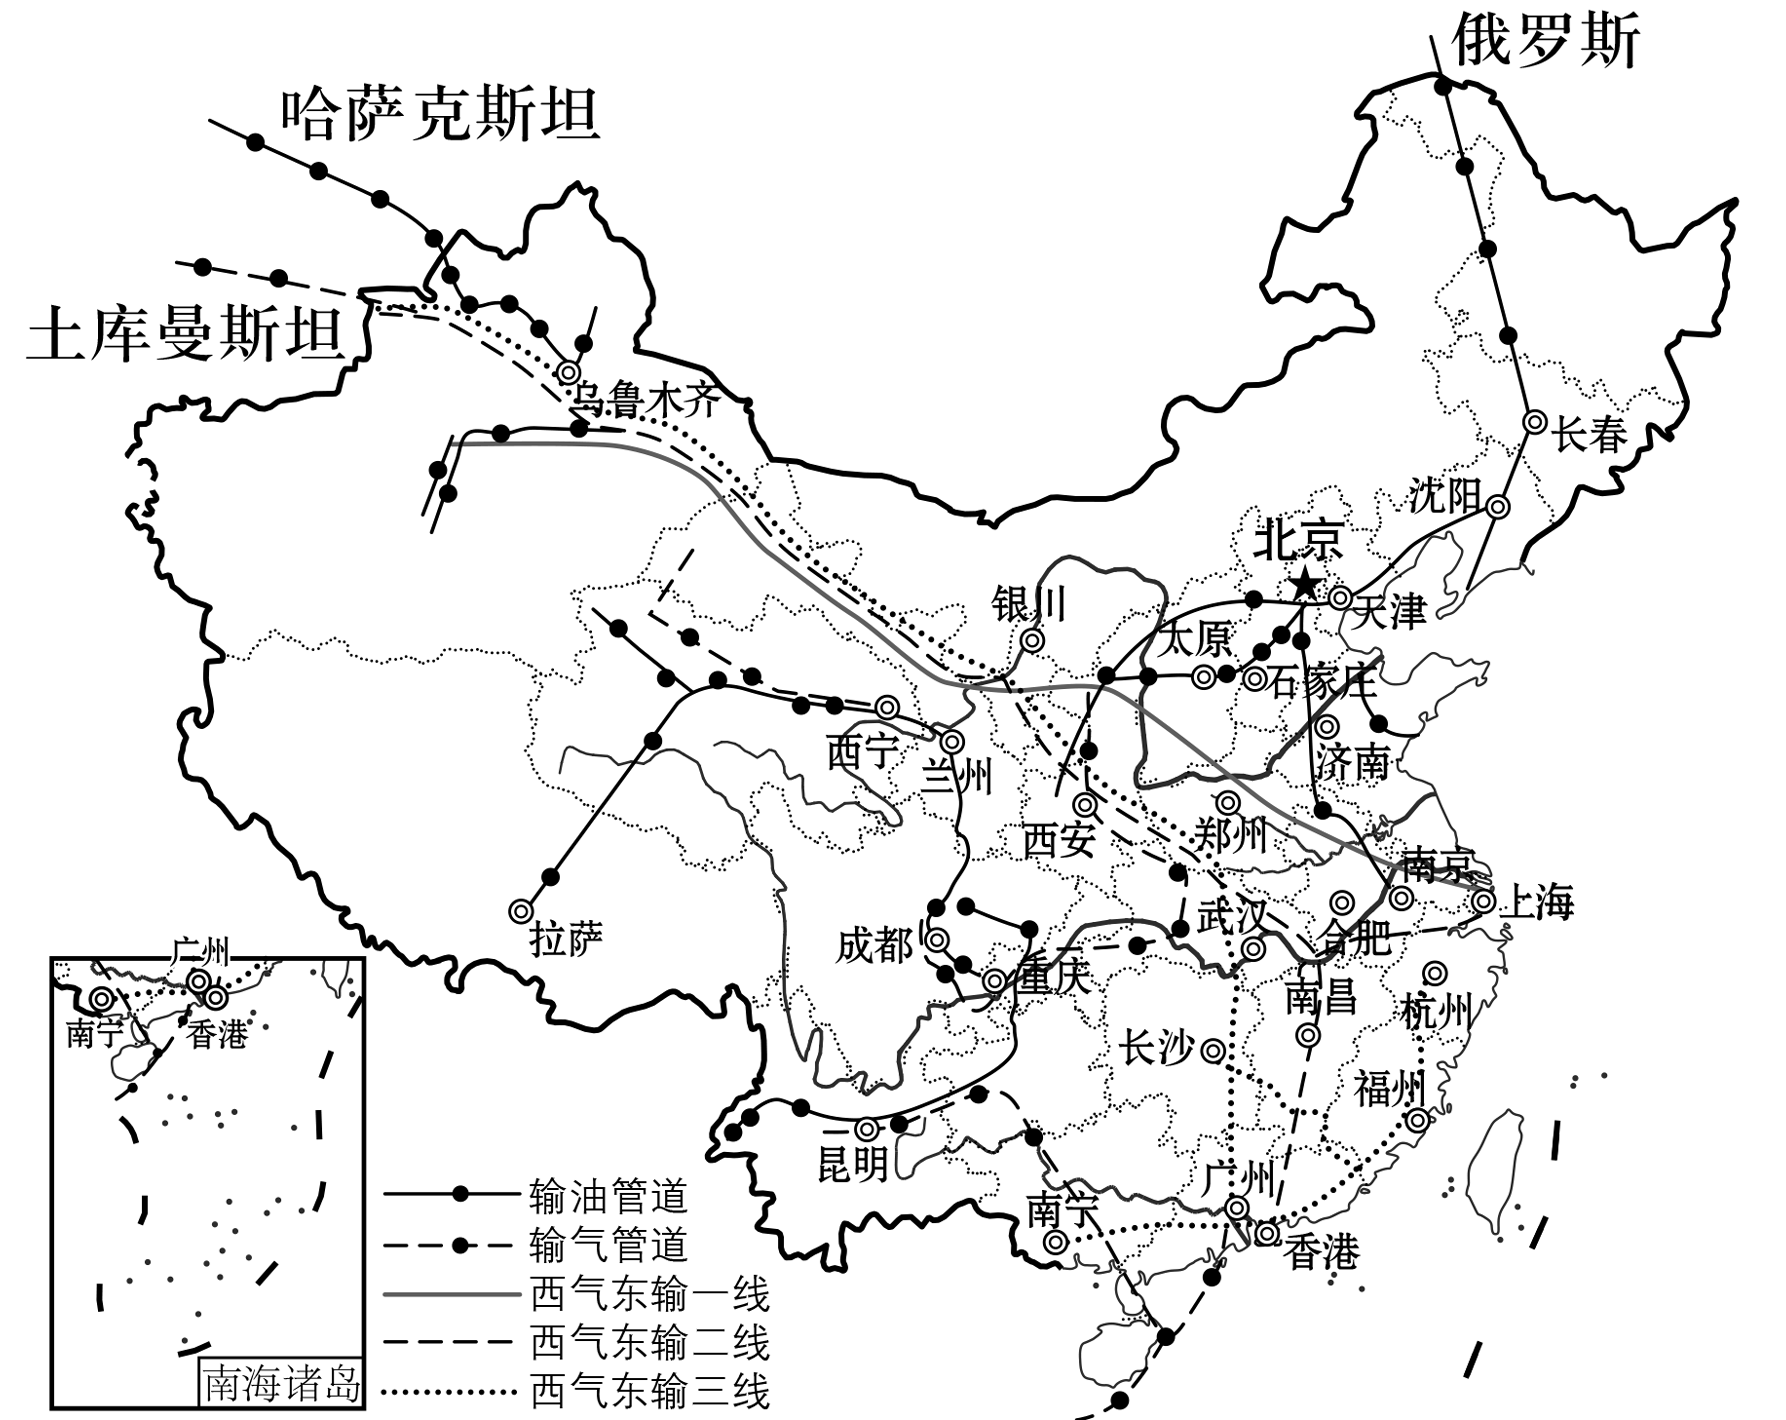 俄罗斯
哈萨克斯坦
土库曼斯坦
乌鲁木齐
长春
沈阳
北京
天津
银川
太原
石家庄
济南
西宁
兰州
西安
郑州
南京
上海
拉萨
成都
武汉
合肥
重庆
南昌
杭州
长沙
福州
昆明
广州
南宁
香港
广州
南宁
香港
南海诸岛
输油管道
输气管道
西气东输一线
西气东输二线
西气东输三线